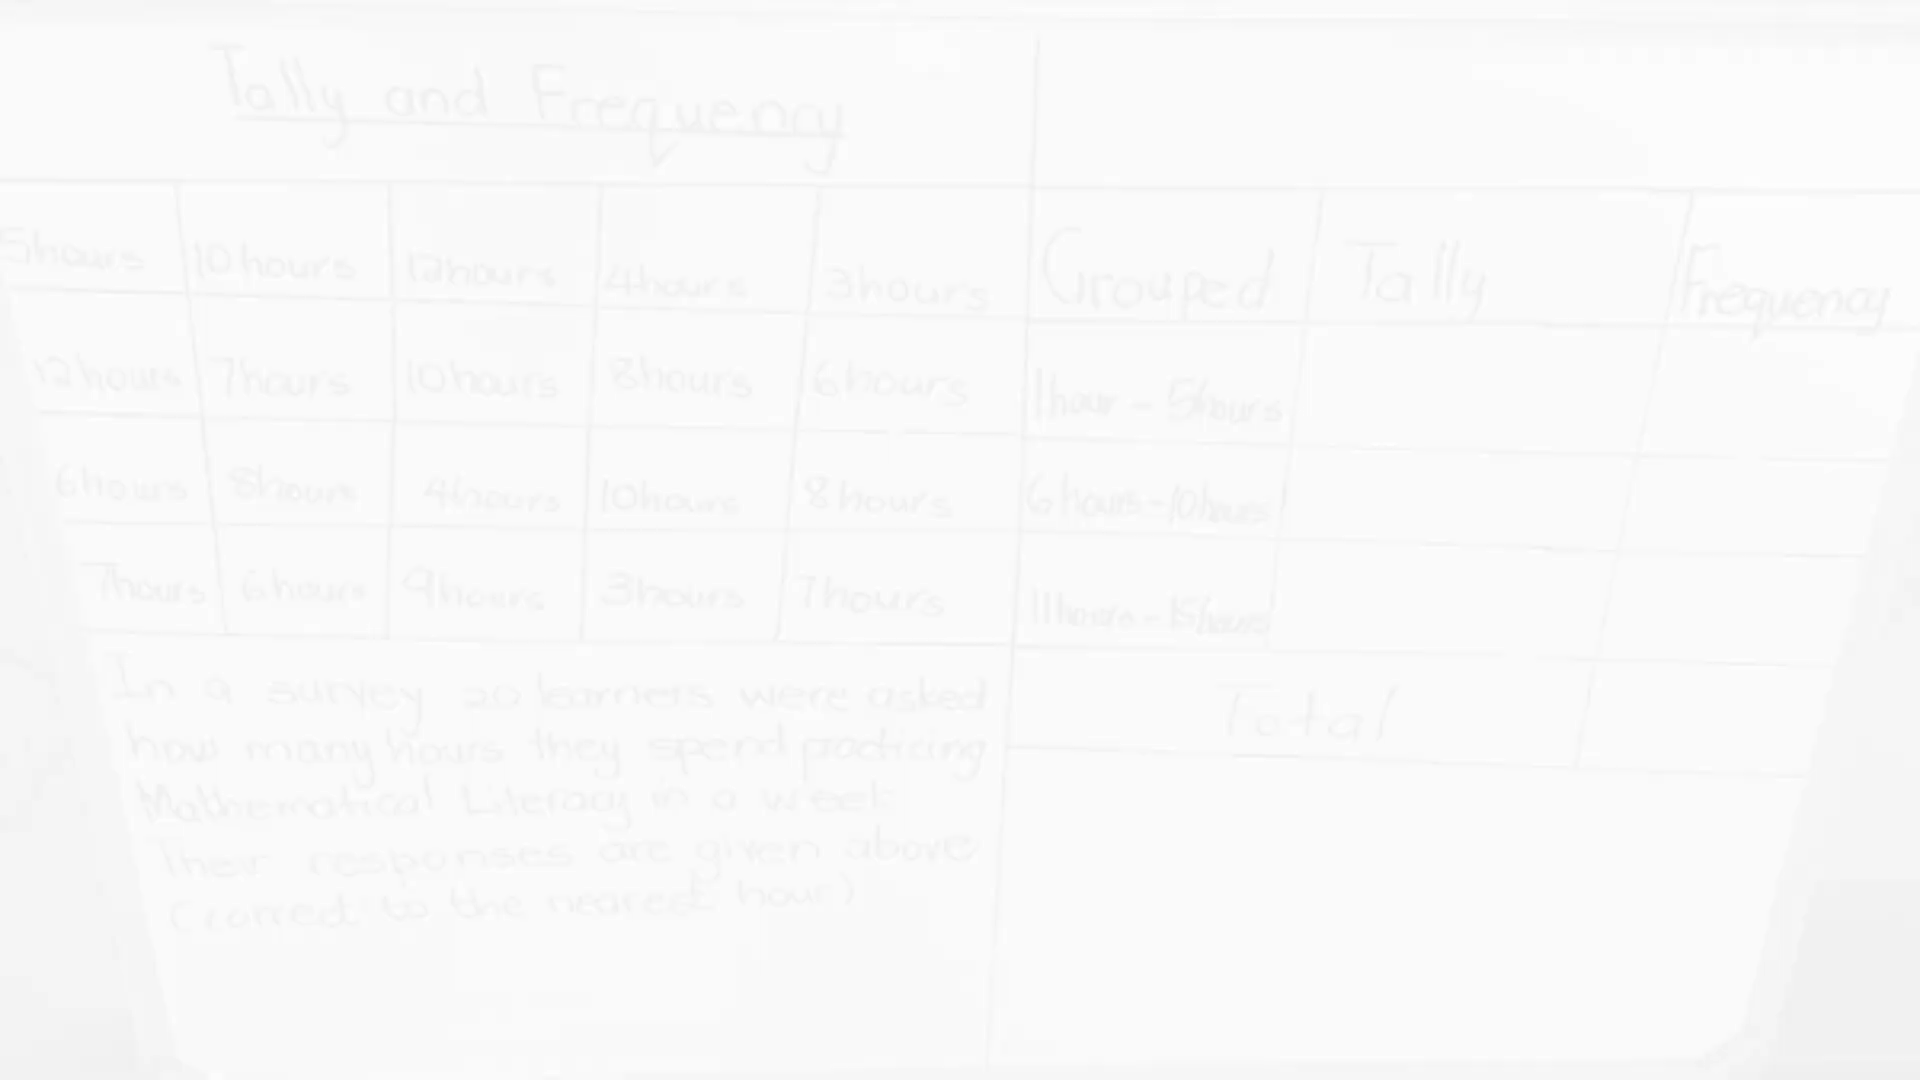 Tally and Frequency
5hours 10 hours 12hours 4hours 3hours
12 hours 7hours 10hours 8hours 6 hours
6hours 8hours 4hours 10hours 8 hours
7hours 6 hours 9hours 3hours 7hours
In a survey 20 learners were asked
how many hours they spend practicing
Mathematical Literacy in a week
Their responses are given above
to the nearest hour)
Grouped Tally Frequency
1hour - 5hours
6 hours - 10hours
11hours - 15hours
Total